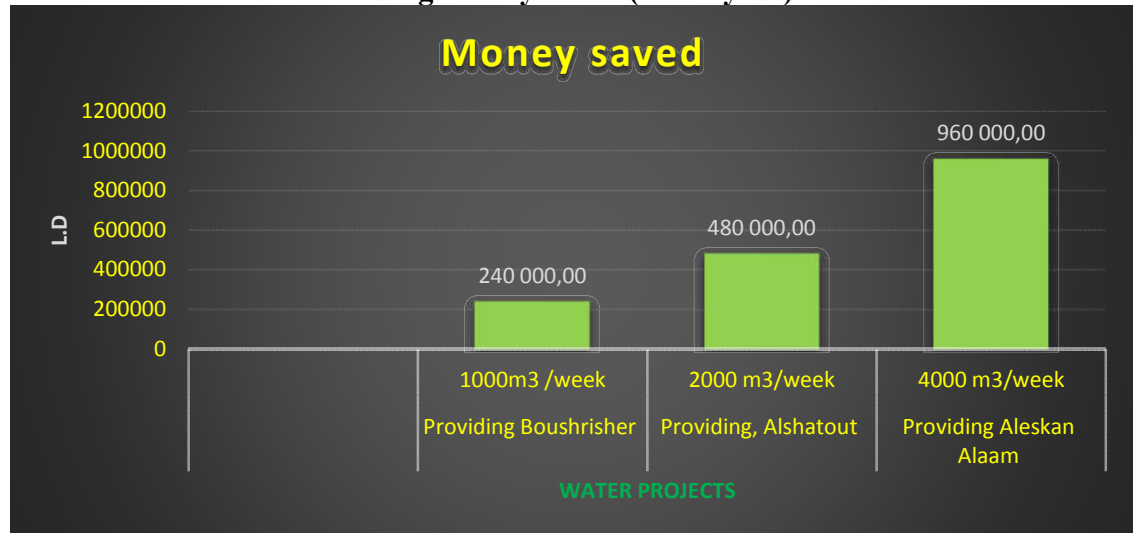 Money saved
1200000
1000000
800000
600000
400000
200000
0
L.D
240 000,00
480 000,00
960 000,00
1000m3 /week
2000 m3/week
4000 m3/week
Providing Boushrisher
Providing, Alshatout
Providing Aleskan
Alaam
WATER PROJECTS